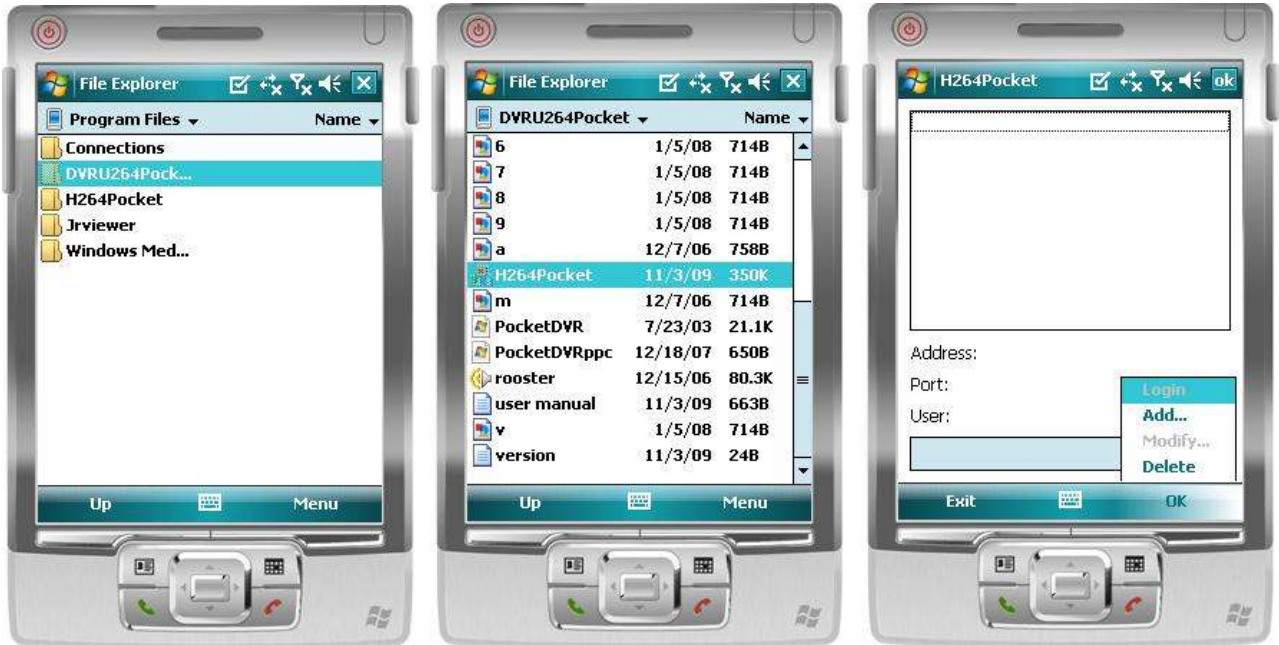 File Explorer
Program Files Name
Connections
DVRU264Pock...
H264Pocket
Jrviewer
Windows Med...
Up Menu
File Explorer
DVRU264Pocket Name
6 1/5/08 714B
7 1/5/08 714B
8 1/5/08 714B
9 1/5/08 714B
a 12/7/06 758B
H264Pocket 11/3/09 350K
m 12/7/06 714B
PocketDVR 7/23/03 21.1K
PocketDVRppc 12/18/07 650B
rooster 12/15/06 80.3K
user manual 11/3/09 663B
v 1/5/08 714B
version 11/3/09 24B
Up Menu
H264Pocket ok
Address:
Port:
User:
Login
Add...
Modify...
Delete
Exit OK